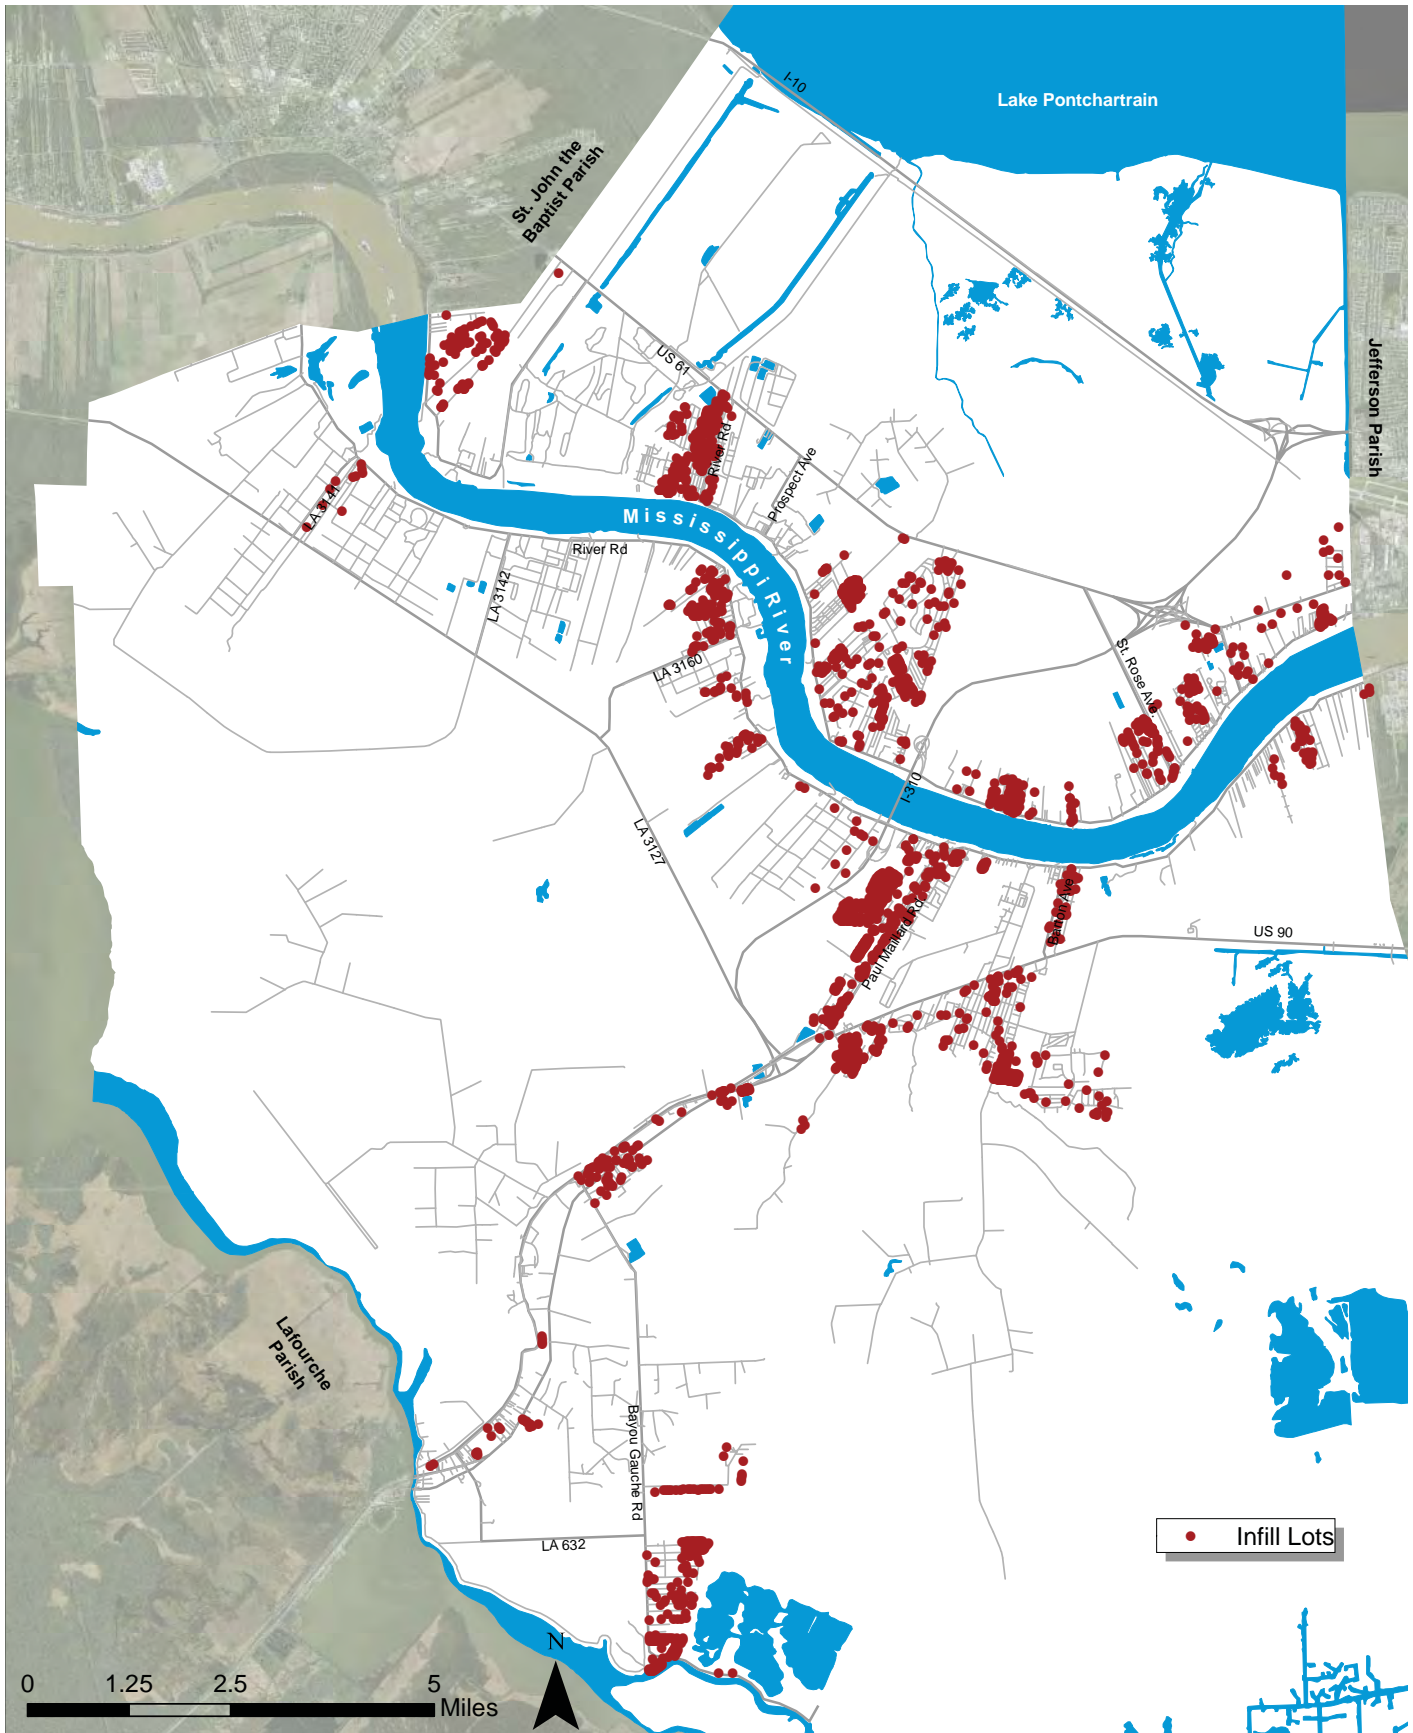 I-10
Lake Pontchartrain
St. John the
Baptist Parish
US 61
Jefferson Parish
River Rd
Prospect Ave
LA 3141
Mississippi River
River Rd
LA 3142
LA 3160
St. Rose Ave.
I-310
LA 3127
Barton Ave
Paul Maillard Rd
US 90
Lafourche
Parish
Bayou Gauche Rd
LA 632
Infill Lots
N
0 1.25 2.5 5
Miles